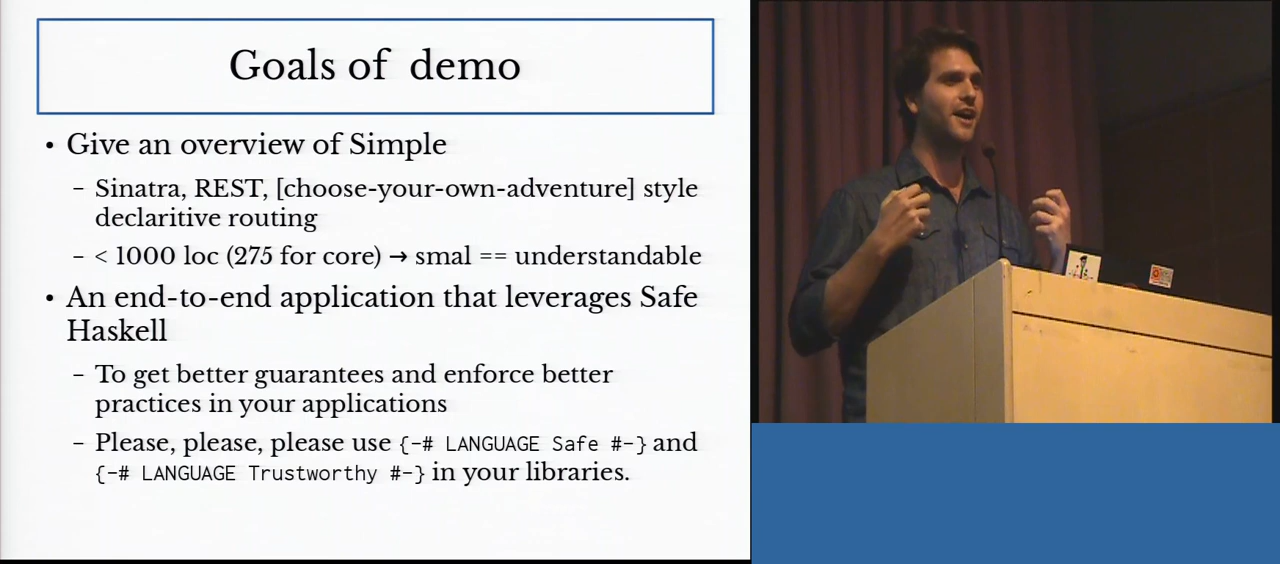 Goals of demo
• Give an overview of Simple
– Sinatra, REST, [choose-your-own-adventure] style
declaritive routing
– < 1000 loc (275 for core) → smal == understandable
• An end-to-end application that leverages Safe
Haskell
– To get better guarantees and enforce better
practices in your applications
– Please, please, please use {-# LANGUAGE Safe #-} and
{-# LANGUAGE Trustworthy #-} in your libraries.